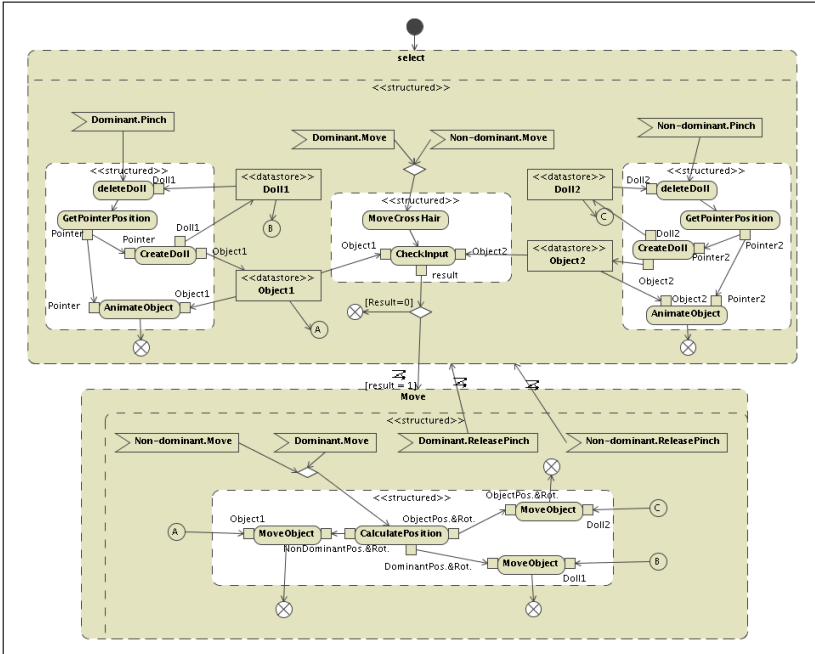 select
<<structured>>
Dominant.Pinch
Non-dominant.Pinch
Dominant.Move
Non-dominant.Move
<<structured>>
Doll1
deleteDoll
<<datastore>>
Doll1
<<structured>>
<<datastore>>
Doll2
<<structured>>
Doll2
deleteDoll
GetPointerPosition
Doll1
B
MoveCrossHair
C
GetPointerPosition
Pointer
Pointer
CreateDoll
Object1
Object1
CheckInput
Object2
Doll2
CreateDoll
Pointer2
Pointer2
<<datastore>>
Object1
result
<<datastore>>
Object2
Object2
Pointer
Object1
AnimateObject
[Result=0]
A
Object2
Pointer2
AnimateObject
[result = 1]
Move
<<structured>>
Non-dominant.Move
Dominant.Move
Dominant.ReleasePinch
Non-dominant.ReleasePinch
<<structured>>
ObjectPos.&Rot.
MoveObject
C
Doll2
A
Object1
MoveObject
ObjectPos.&Rot.
CalculatePosition
NonDominantPos.&Rot.
DominantPos.&Rot.
MoveObject
B
Doll1